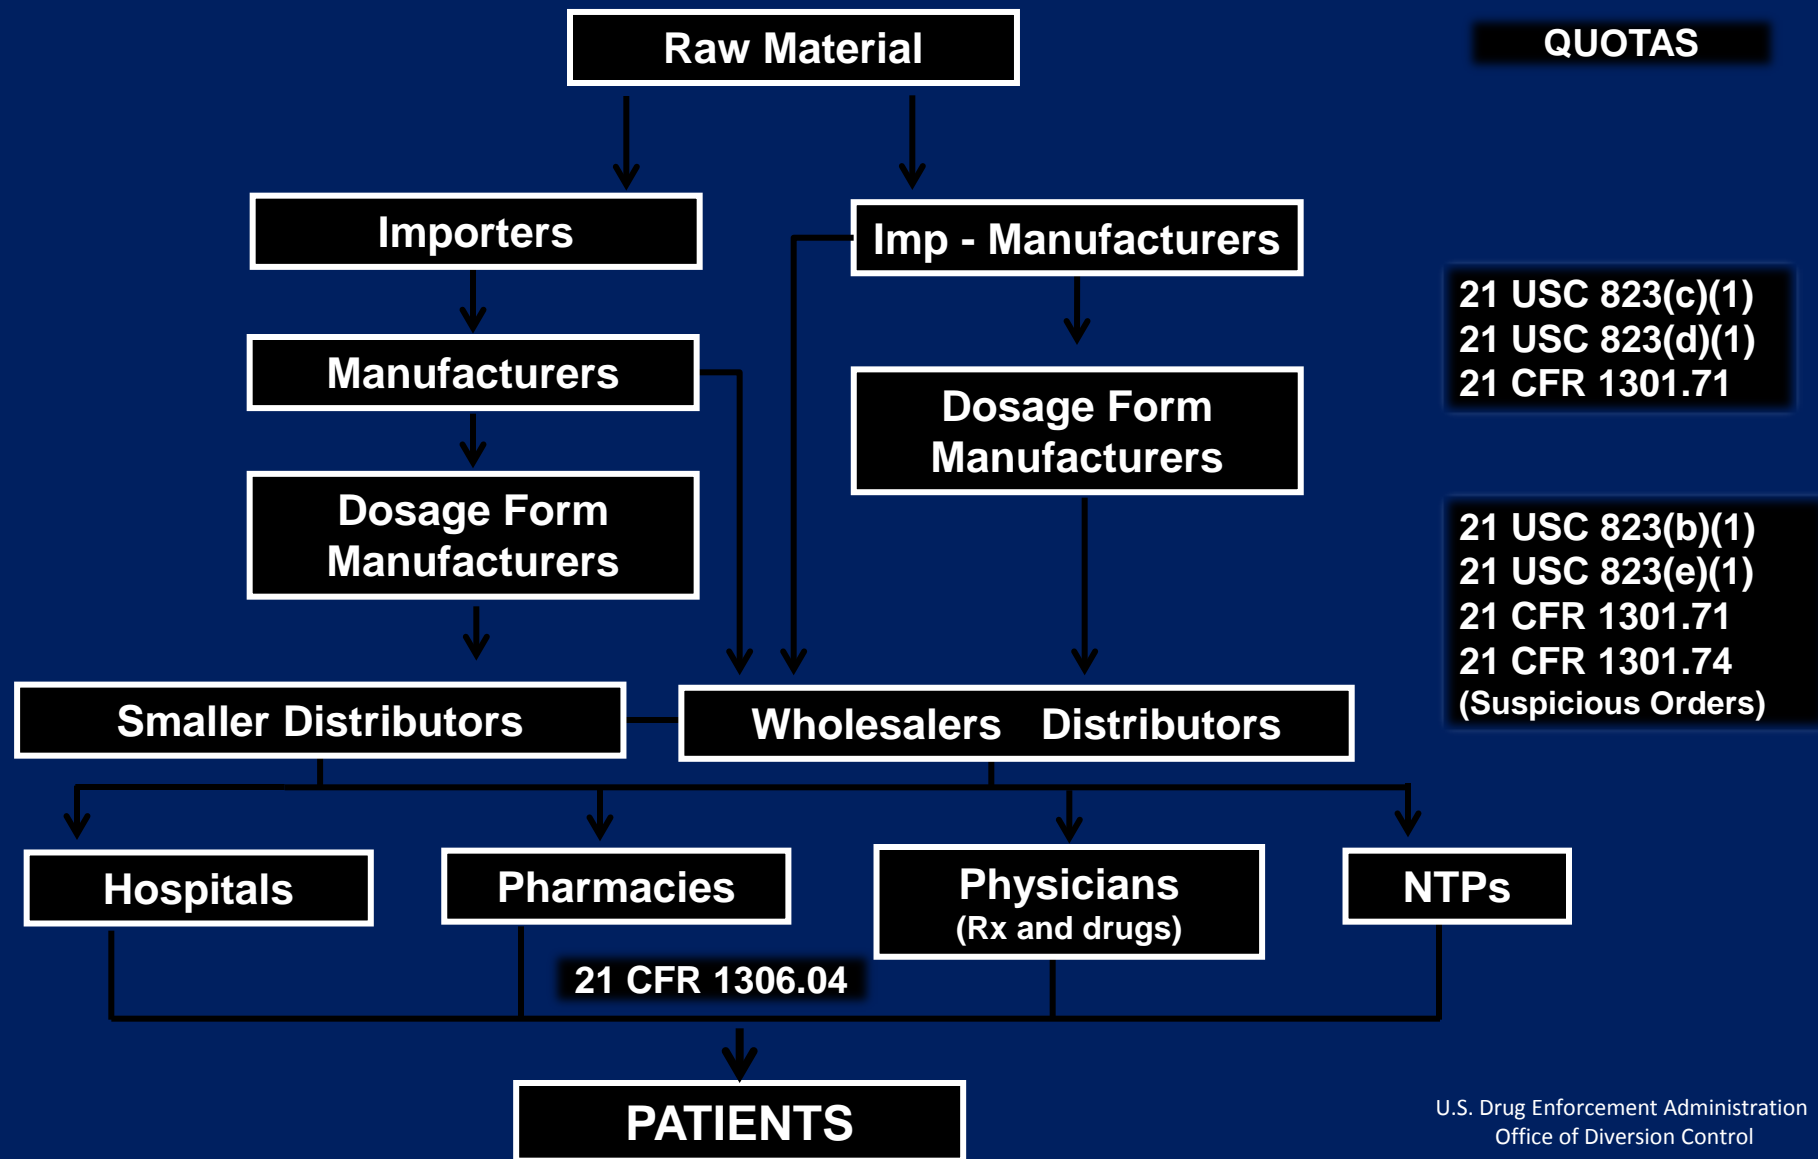 Raw Material
QUOTAS
Importers
Imp - Manufacturers
21 USC 823(c)(1)
21 USC 823(d)(1)
21 CFR 1301.71
Manufacturers
Dosage Form
Manufacturers
Dosage Form
Manufacturers
21 USC 823(b)(1)
21 USC 823(e)(1)
21 CFR 1301.71
21 CFR 1301.74
(Suspicious Orders)
Smaller Distributors
Wholesalers Distributors
Hospitals
Pharmacies
Physicians
(Rx and drugs)
NTPs
21 CFR 1306.04
PATIENTS
U.S. Drug Enforcement Administration
Office of Diversion Control